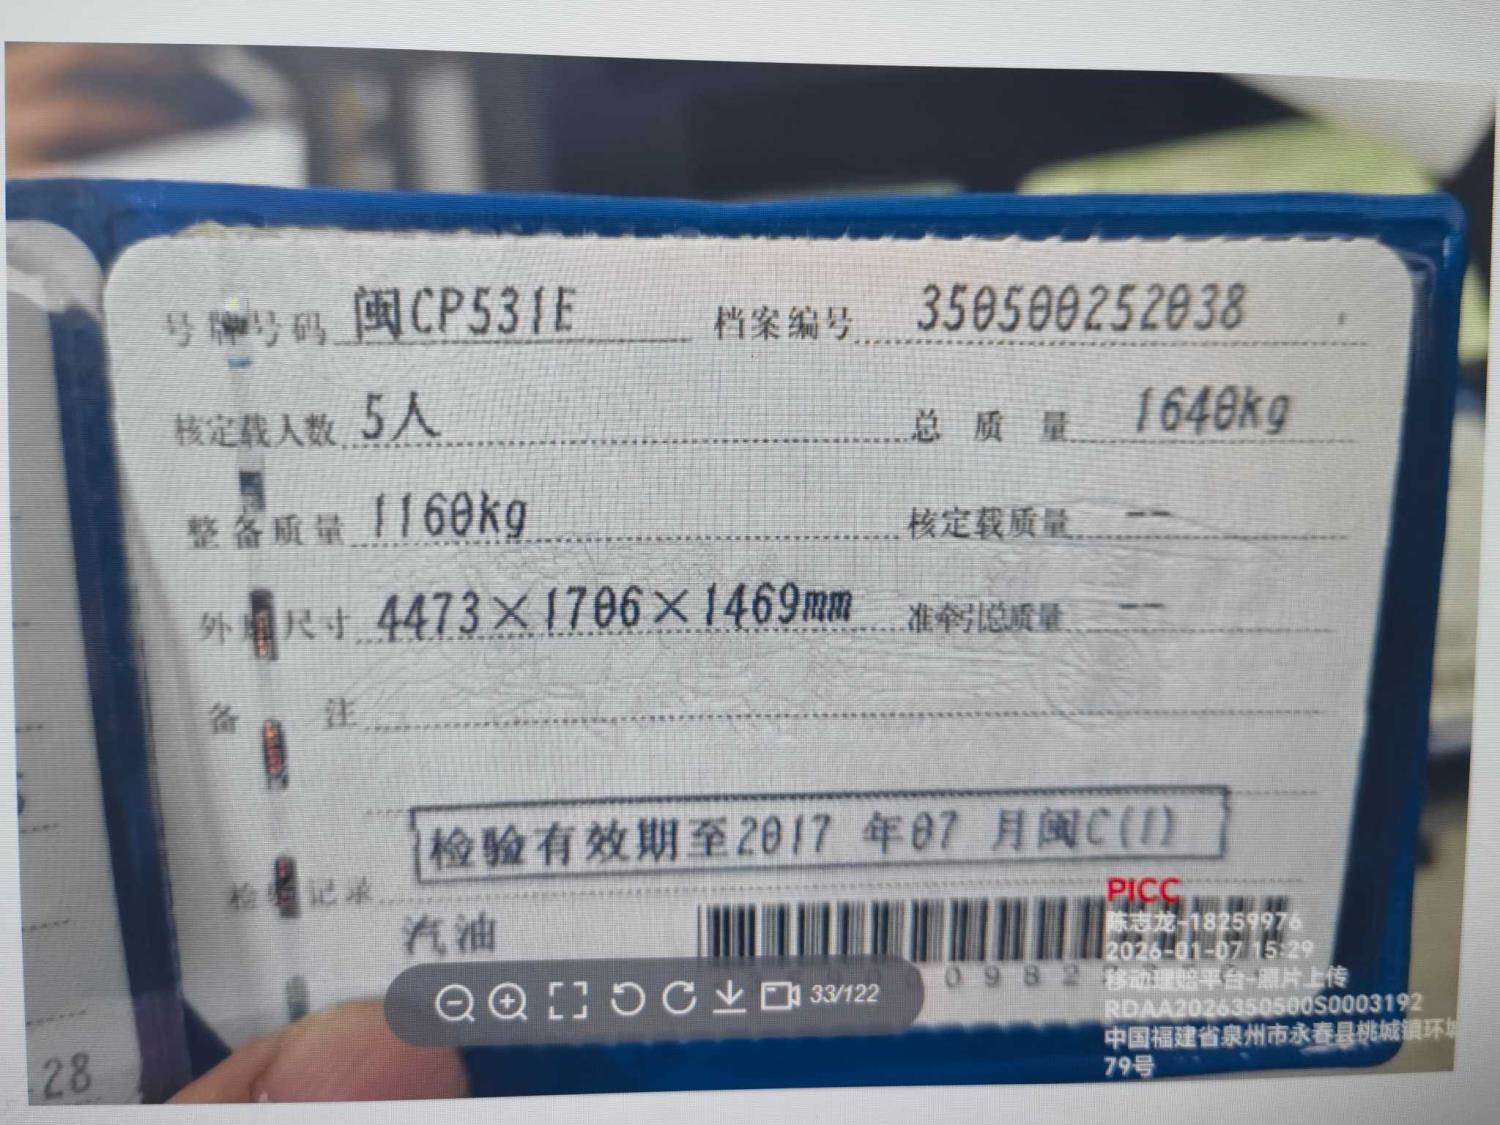 号牌号码 闽CP531E 档案编号 350500252038
核定载人数 5人 总质量 1640kg
整备质量 1160kg 核定载质量 --
外廓尺寸 4473×1706×1469mm 准牵引总质量 --
备注
检验有效期至2017年07月闽C(1)
检验记录
汽油
0982
PICC
陈志龙-18259976
2026-01-07 15:29
移动理赔平台-照片上传
RDAA2026350500S0003192
中国福建省泉州市永春县桃城镇环城
79号
33/122
28